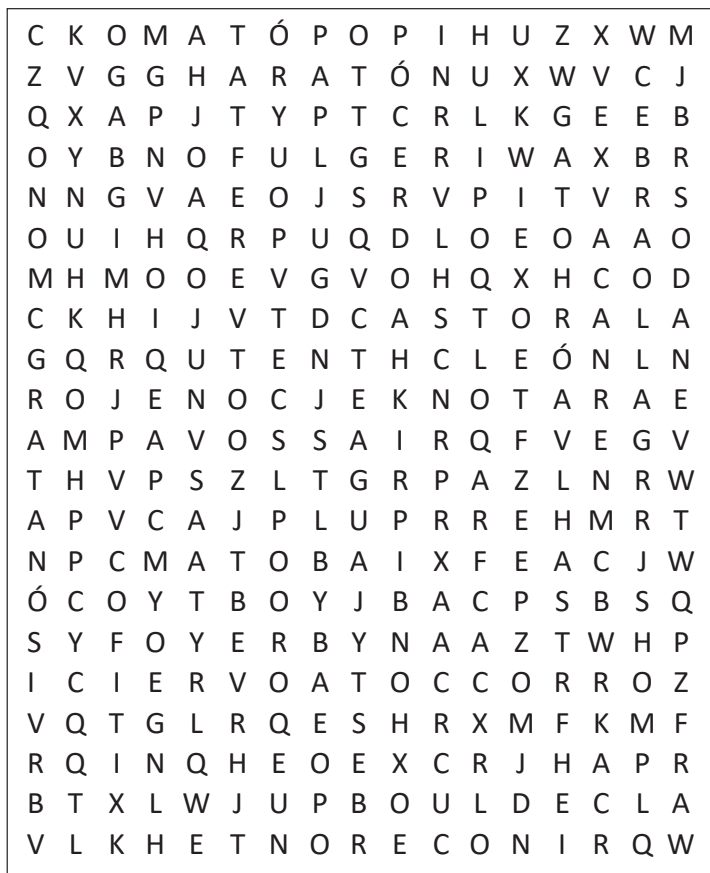 C K O M A T Ó P O P I H U Z X W M
Z V G G H A R A T Ó N U X W V C J
Q X A P J T Y P T C R L K G E E B
O Y B N O F U L G E R I W A X B R
N N G V A E O J S R V P I T V R S
O U I H Q R P U Q D L O E O A A O
M H M O O E V G V O H Q X H C O D
C K H I J V T D C A S T O R A L A
G Q R Q U T E N T H C L E Ó N L N
R O J E N O C J E K N O T A R A E
A M P A V O S S A I R Q F V E G V
T H V P S Z L T G R P A Z L N R W
A P V C A J P L U P R R E H M R T
N P C M A T O B A I X F E A C J W
Ó C O Y T B O Y J B A C P S B S Q
S Y F O Y E R B Y N A A Z T W H P
I C I E R V O A T O C C O R R O Z
V Q T G L R Q E S H R X M F K M F
R Q I N Q H E O E X C R J H A P R
B T X L W J U P B O U L D E C L A
V L K H E T N O R E C O N I R Q W